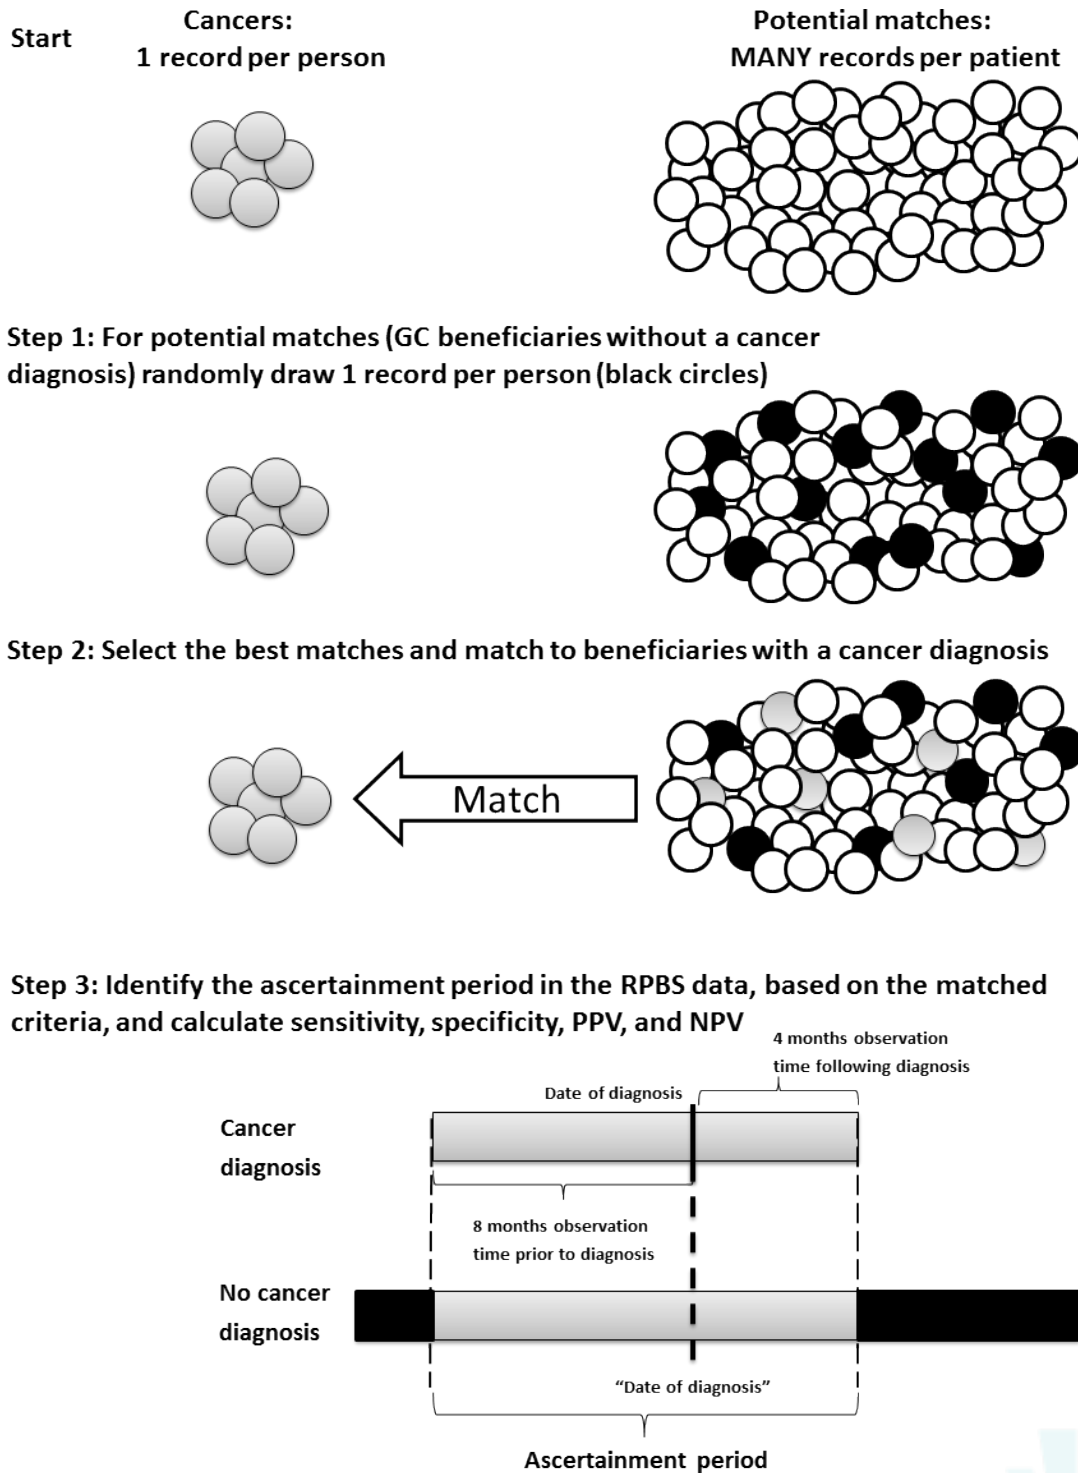 Start
Cancers:
1 record per person
Potential matches:
MANY records per patient
Step 1: For potential matches (GC beneficiaries without a cancer
diagnosis) randomly draw 1 record per person (black circles)
Step 2: Select the best matches and match to beneficiaries with a cancer diagnosis
Match
Step 3: Identify the ascertainment period in the RPBS data, based on the matched
criteria, and calculate sensitivity, specificity, PPV, and NPV
4 months observation
time following diagnosis
Date of diagnosis
Cancer
diagnosis
8 months observation
time prior to diagnosis
No cancer
diagnosis
“Date of diagnosis”
Ascertainment period